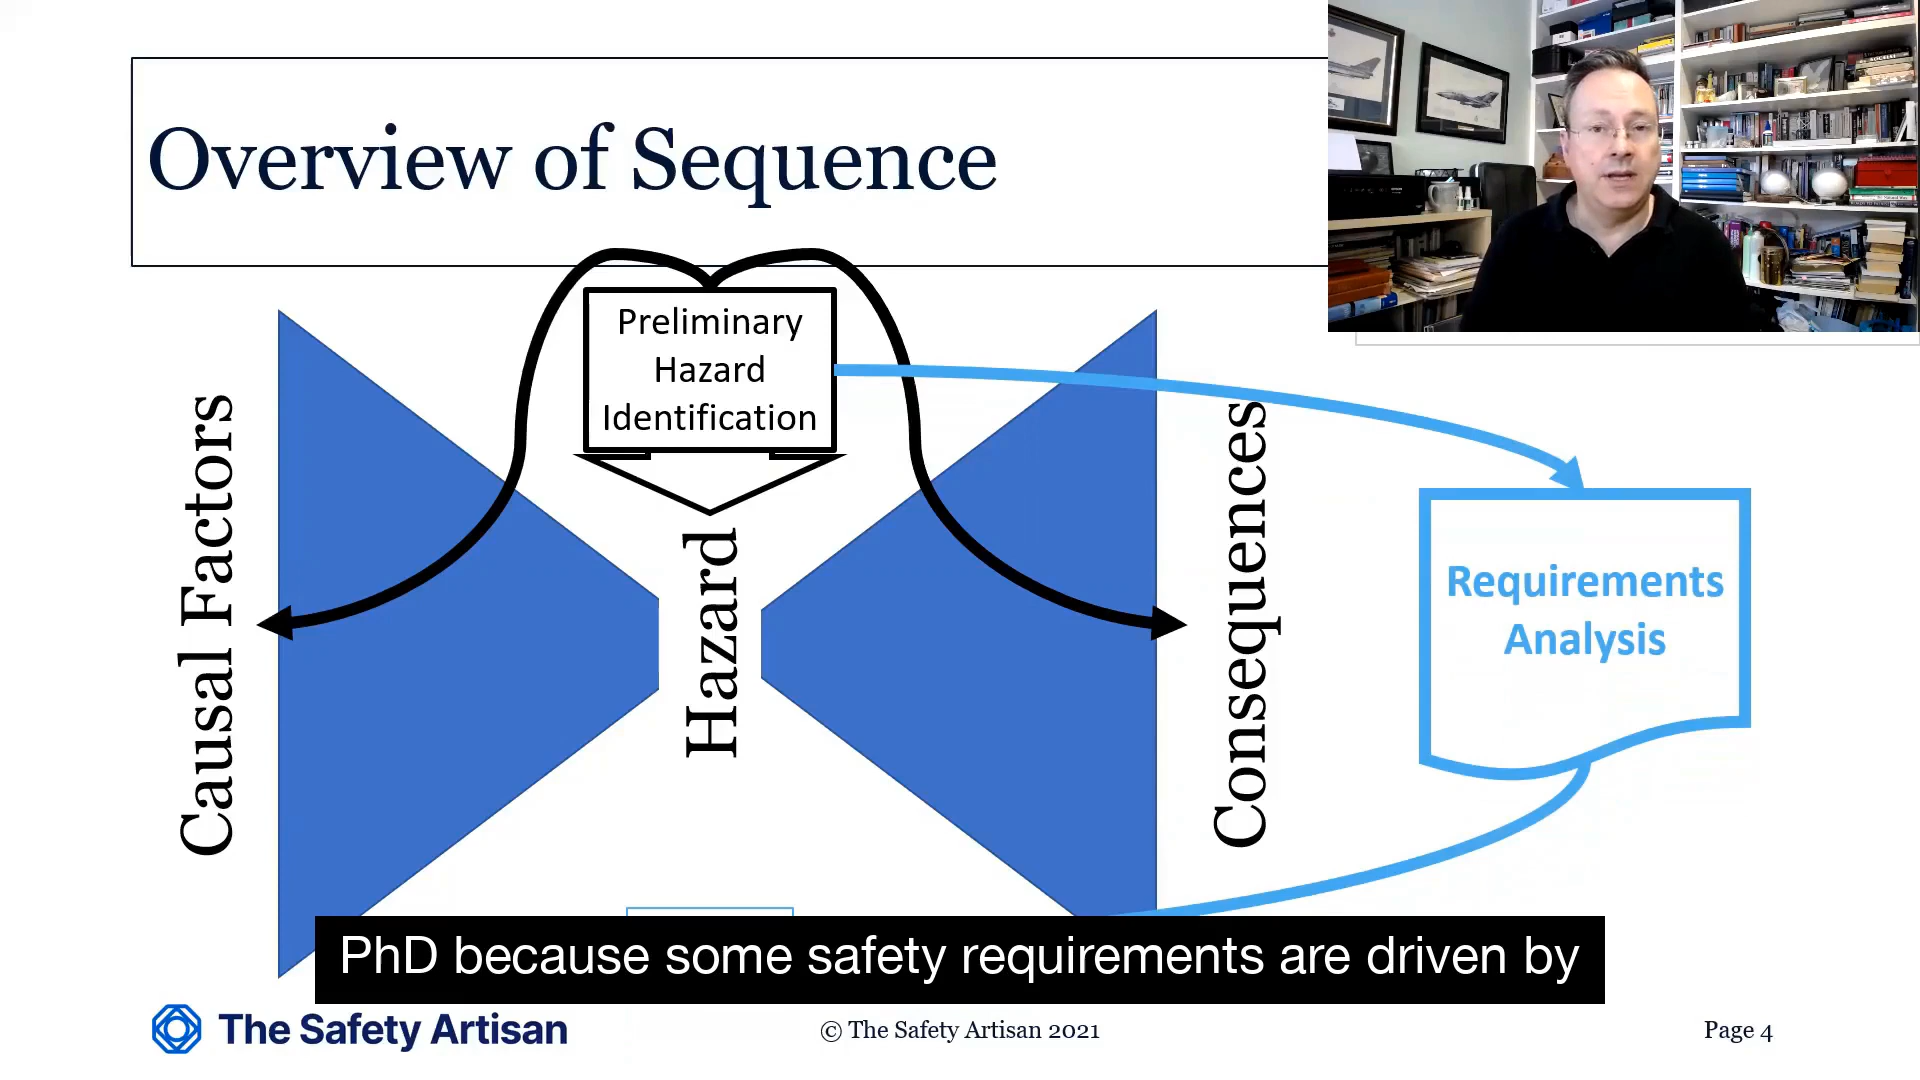 Overview of Sequence
Preliminary
Hazard
Identification
Causal Factors
Hazard
Consequences
Requirements
Analysis
PhD because some safety requirements are driven by
The Safety Artisan
© The Safety Artisan 2021
Page 4